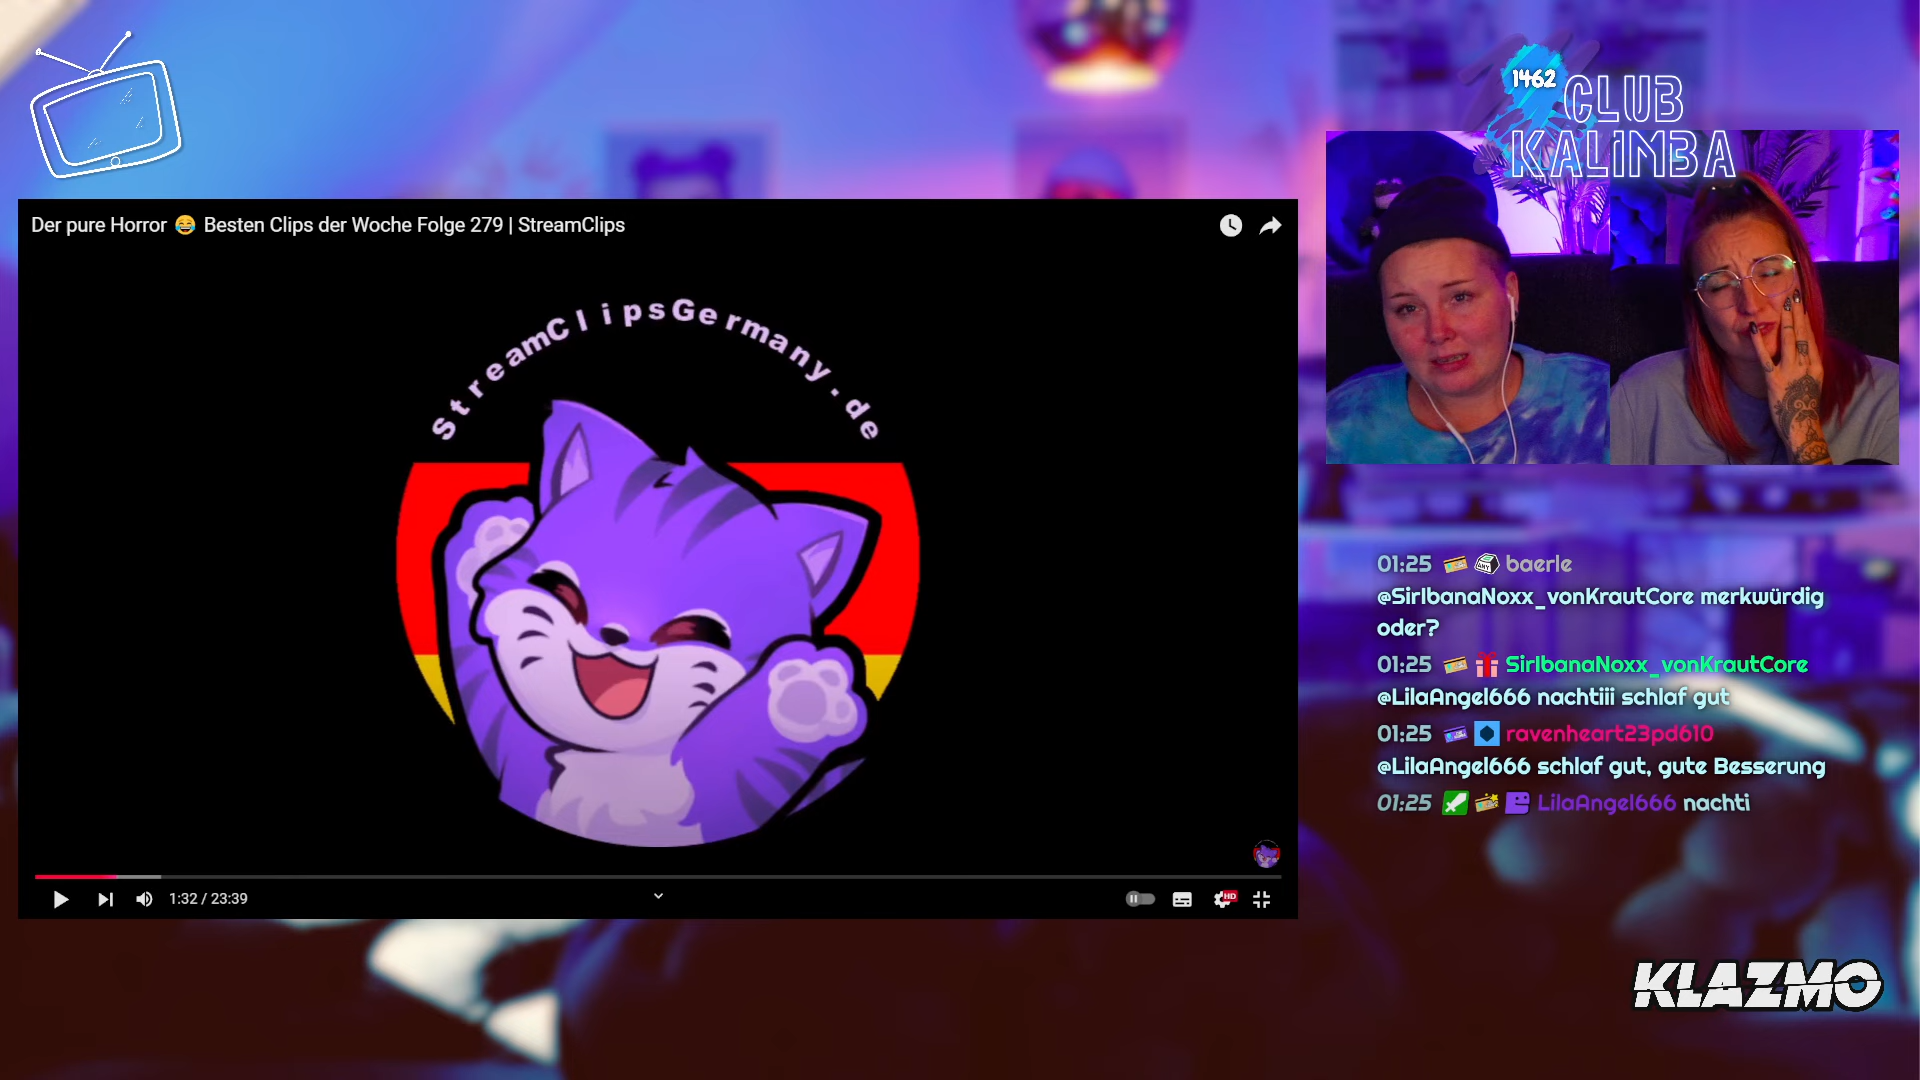 1462
CLUB
KALIMBA
Der pure Horror 😂 Besten Clips der Woche Folge 279 | StreamClips
StreamClipsGermany.de
1:32 / 23:39
HD
01:25 baerle
@SirIbanaNoxx_vonKrautCore merkwürdig
oder?
01:25 SirIbanaNoxx_vonKrautCore
@LilaAngel666 nachtiii schlaf gut
01:25 ravenheart23pd610
@LilaAngel666 schlaf gut, gute Besserung
01:25 LilaAngel666 nachti
KLAZMO